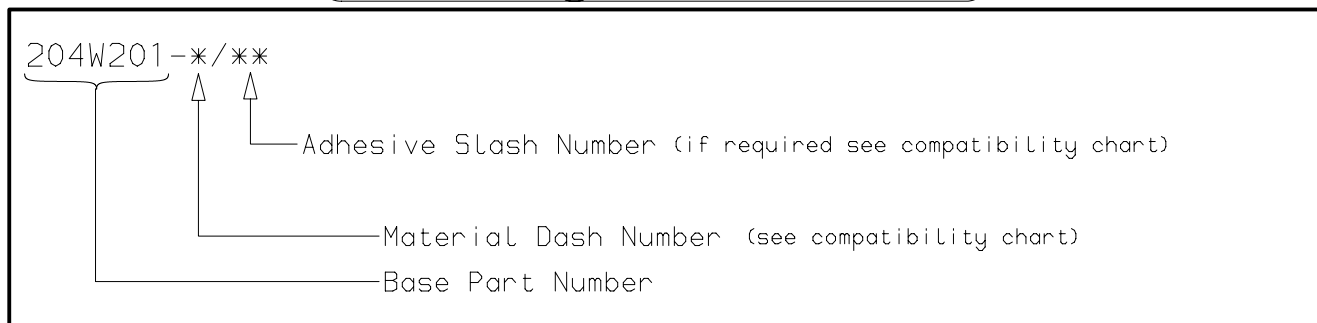 204W201-*/**
Adhesive Slash Number (if required see compatibility chart)
Material Dash Number (see compatibility chart)
Base Part Number